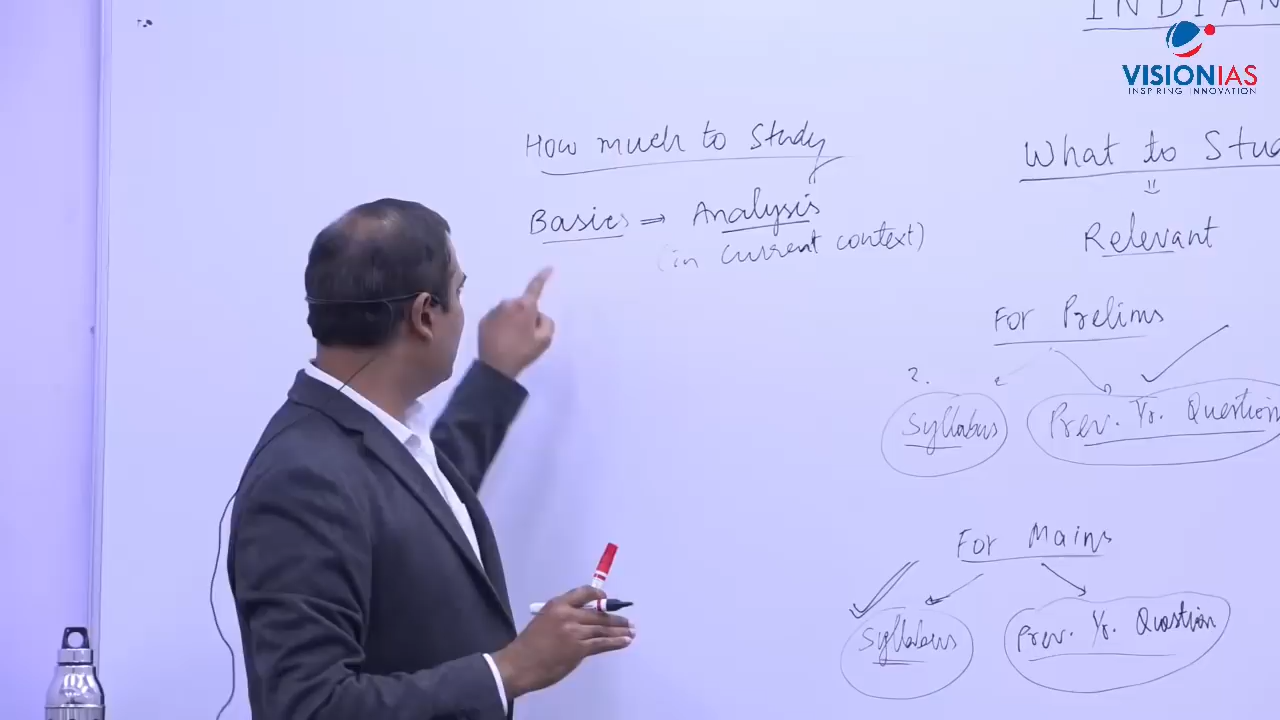 INDIAN
VISIONIAS
INSPIRING INNOVATION
How much to Study
Basics ⇒ Analysis
(in current context)
What to Stud
Relevant
For Prelims
2.
Syllabus
Prev. Yr. Question
For Mains
Syllabus
Prev. Yr. Question